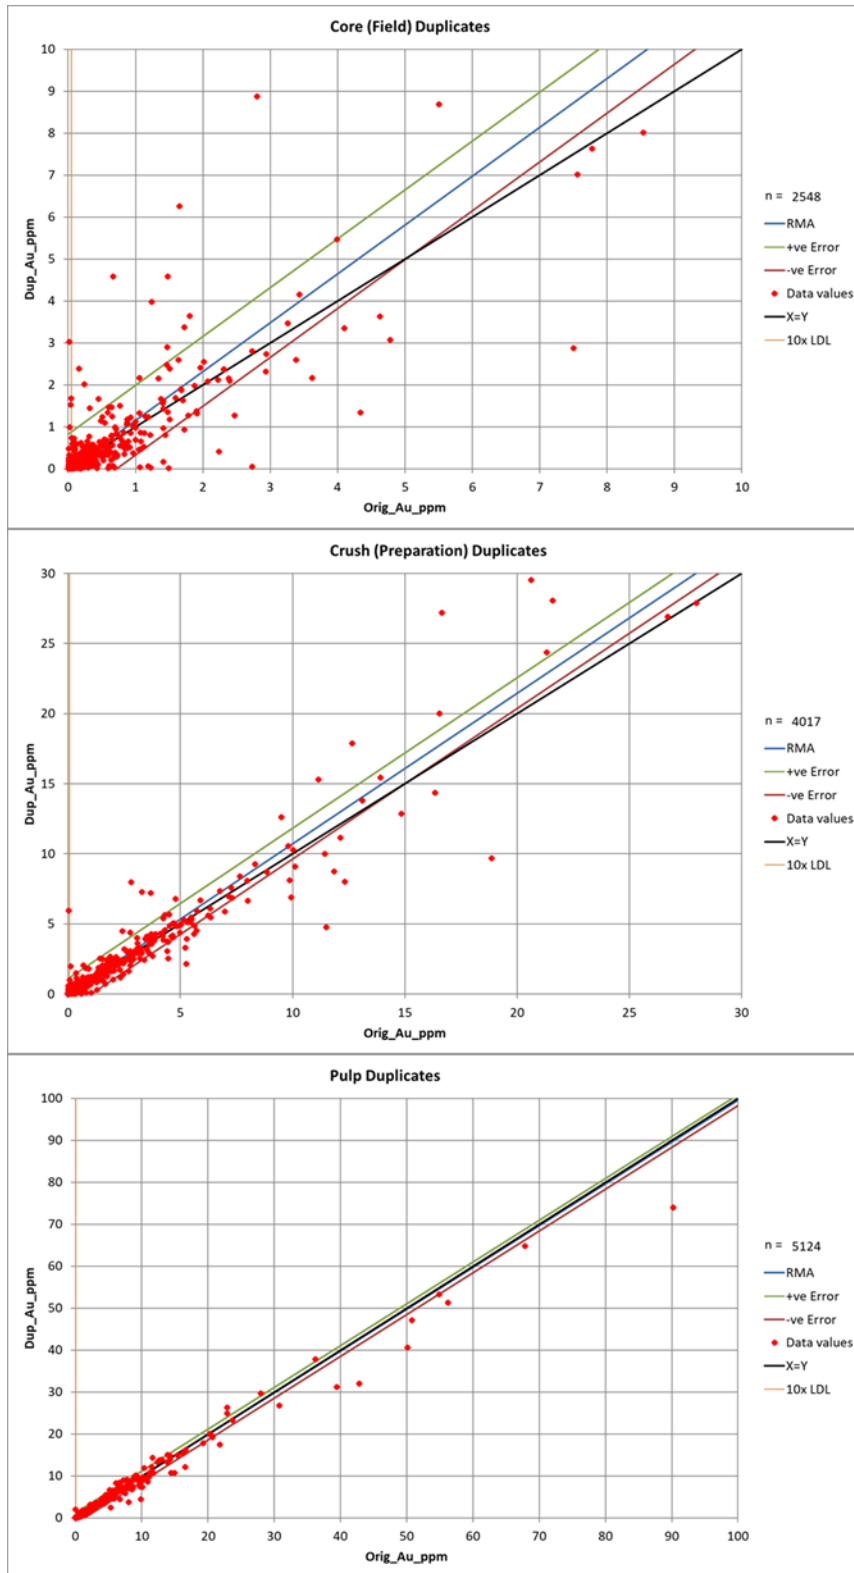 Core (Field) Duplicates
10
9
8
7
6
5
4
3
2
1
0
Dup_Au_ppm
0 1 2 3 4 5 6 7 8 9 10
Orig_Au_ppm
n = 2548
RMA
+ve Error
-ve Error
Data values
X=Y
10x LDL
Crush (Preparation) Duplicates
30
25
20
15
10
5
0
Dup_Au_ppm
0 5 10 15 20 25 30
Orig_Au_ppm
n = 4017
RMA
+ve Error
-ve Error
Data values
X=Y
10x LDL
Pulp Duplicates
100
90
80
70
60
50
40
30
20
10
0
Dup_Au_ppm
0 10 20 30 40 50 60 70 80 90 100
Orig_Au_ppm
n = 5124
RMA
+ve Error
-ve Error
Data values
X=Y
10x LDL